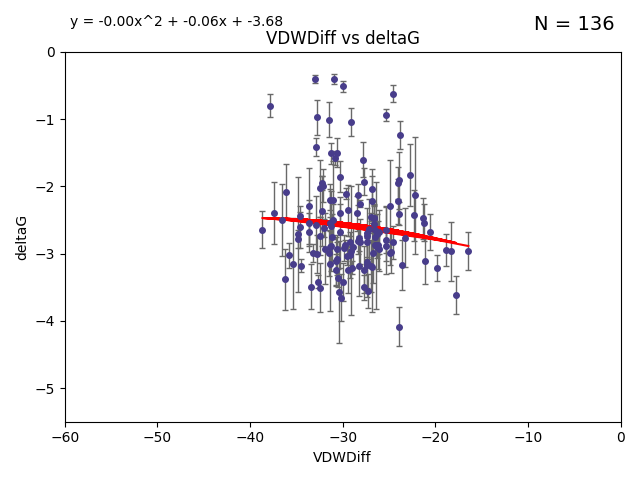 y = -0.00x^2 + -0.06x + -3.68
N = 136
VDWDiff vs deltaG
0
−1
−2
−3
−4
−5
deltaG
−60 −50 −40 −30 −20 −10 0
VDWDiff